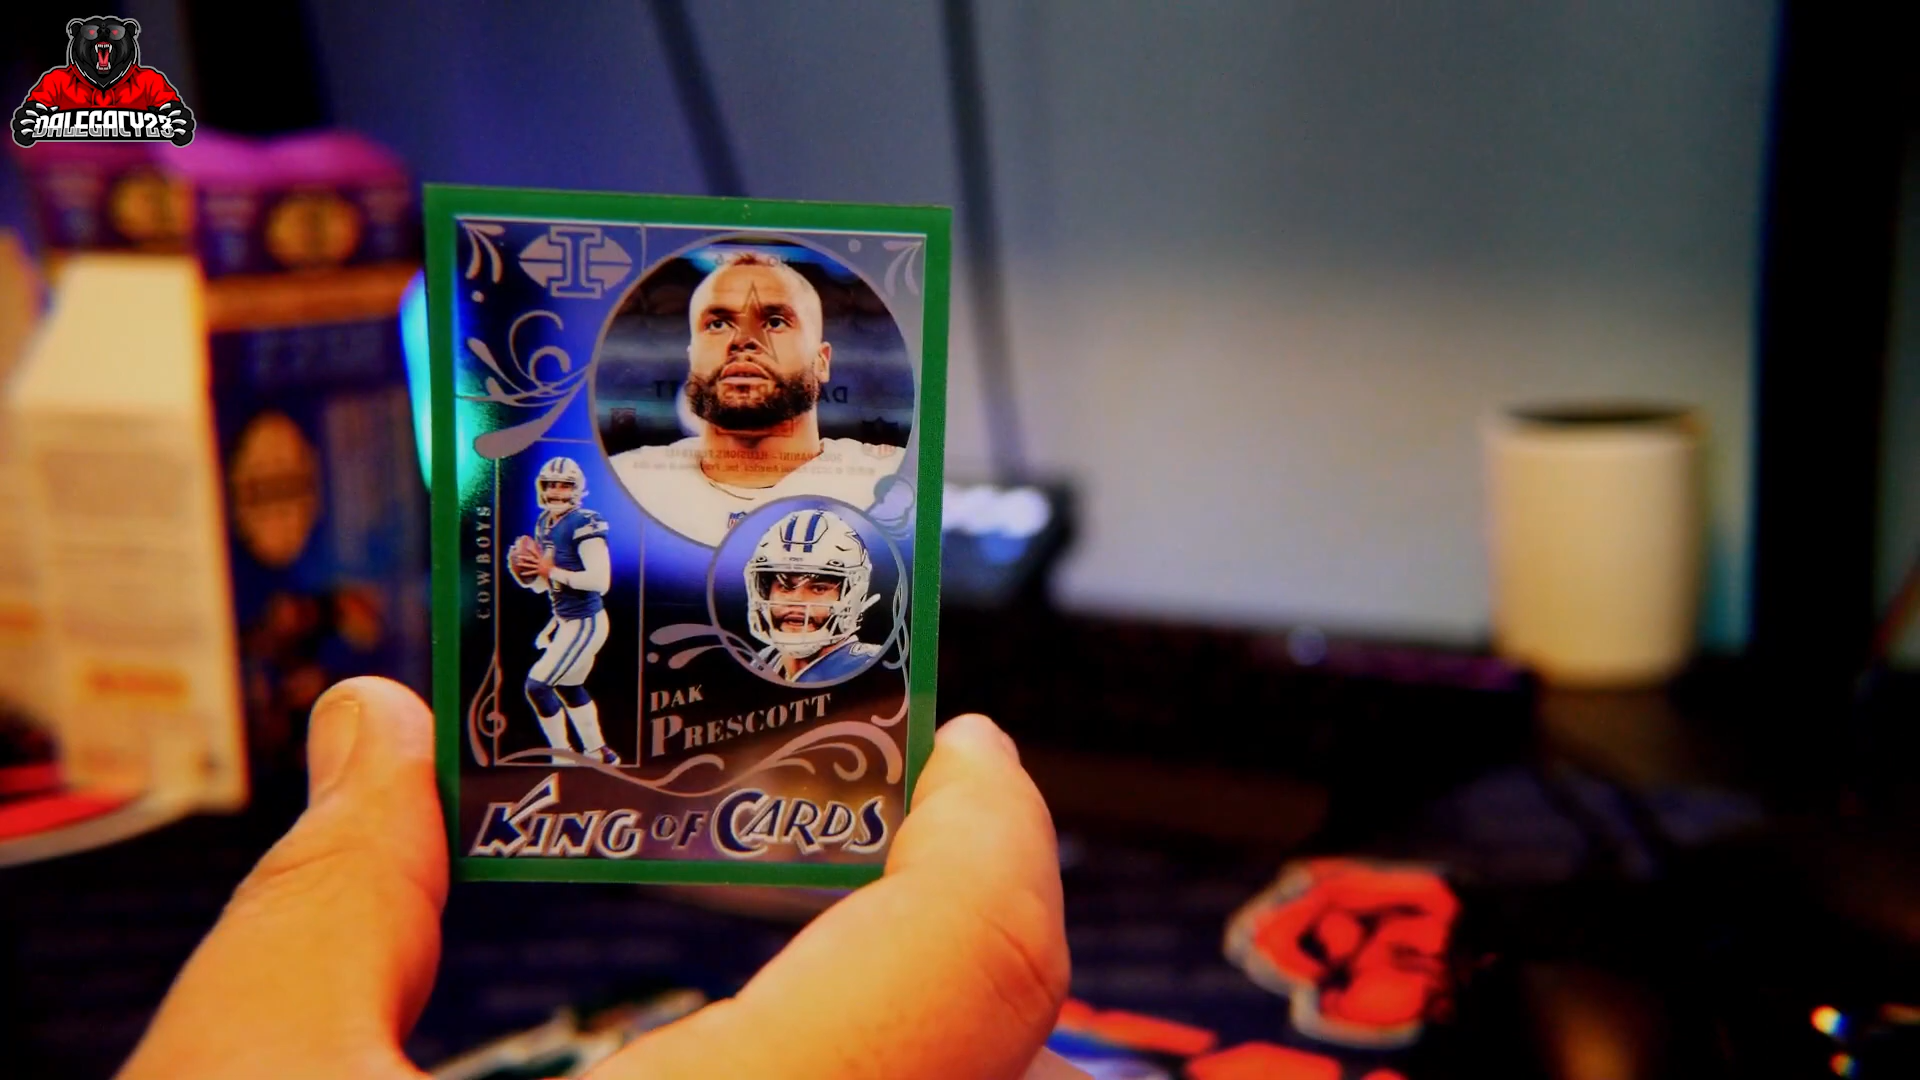 DALEGACY23
I
COWBOYS
DAK
PRESCOTT
KING OF CARDS